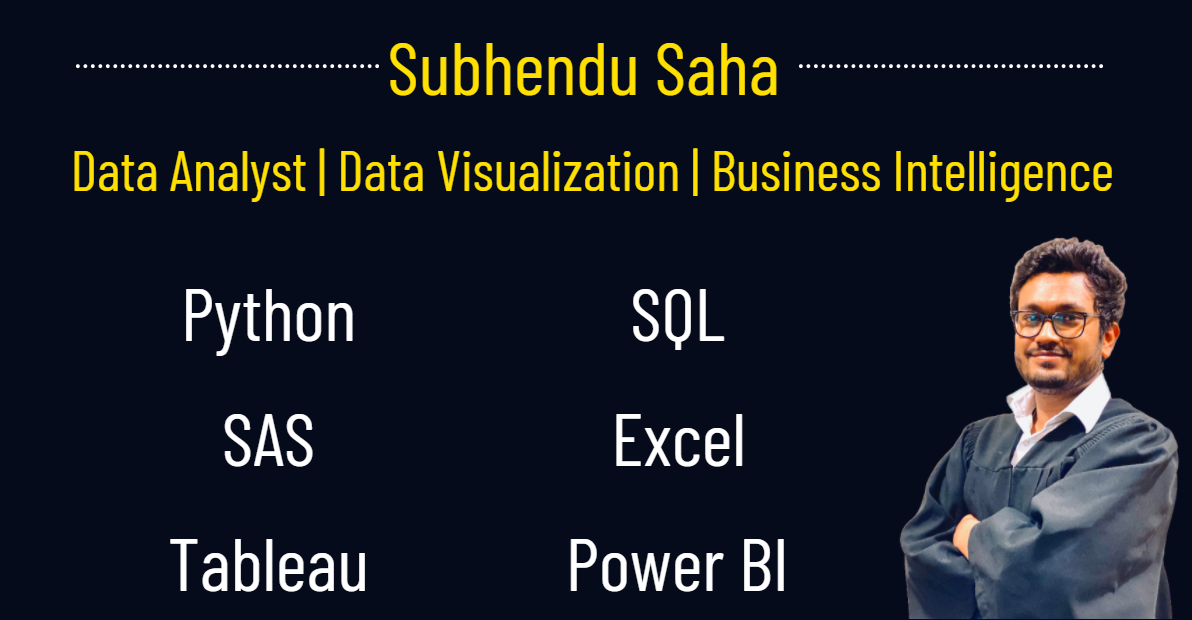 Subhendu Saha
Data Analyst | Data Visualization | Business Intelligence
Python SQL
SAS Excel
Tableau Power BI